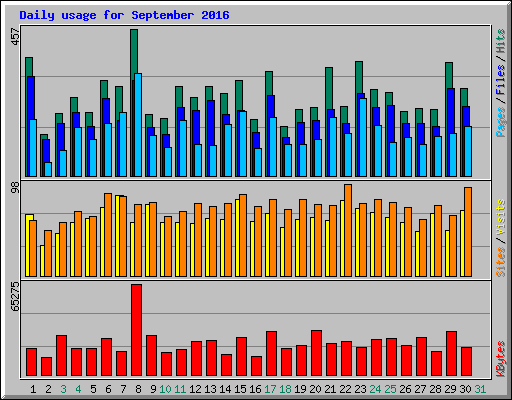 Daily usage for September 2016
457
Pages / Files / Hits
98
Sites / Visits
65275
KBytes
1 2 3 4 5 6 7 8 9 10 11 12 13 14 15 16 17 18 19 20 21 22 23 24 25 26 27 28 29 30 31